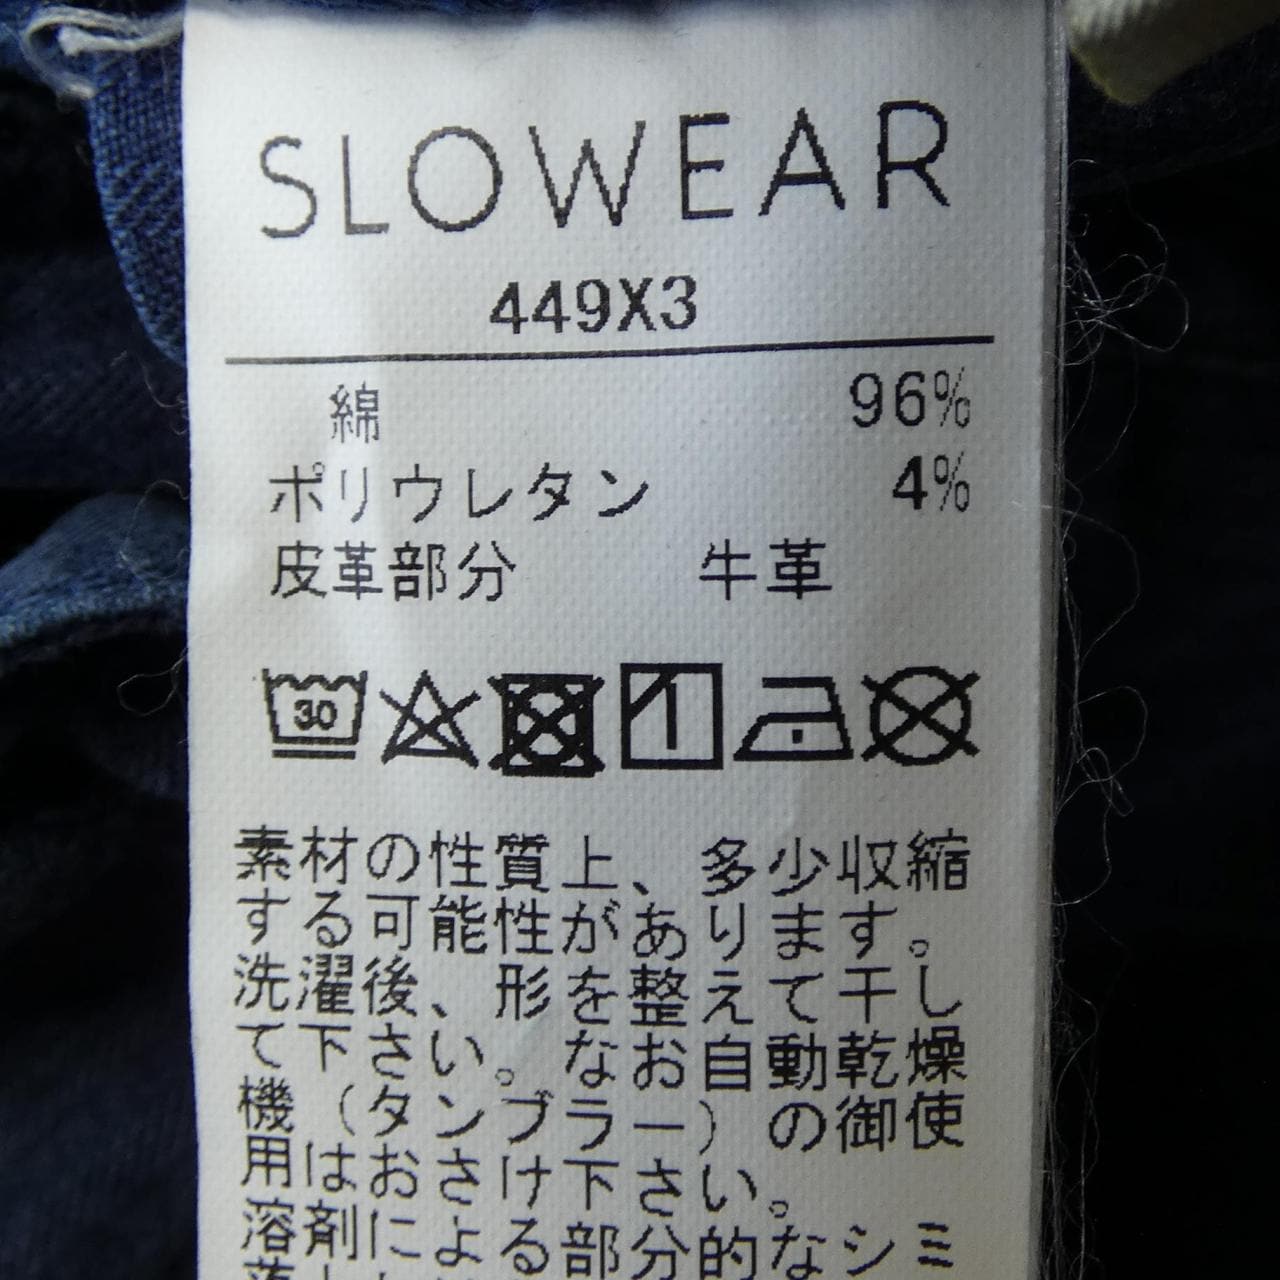 SLOWEAR
449X3
綿 96%
ポリウレタン 4%
皮革部分 牛革
30
素材の性質上、多少収縮
する可能性があります。
洗濯後、形を整えて干し
て下さい。なお自動乾燥
機(タンブラー)の御使
用はおさけ下さい。
溶剤による部分的なシミ